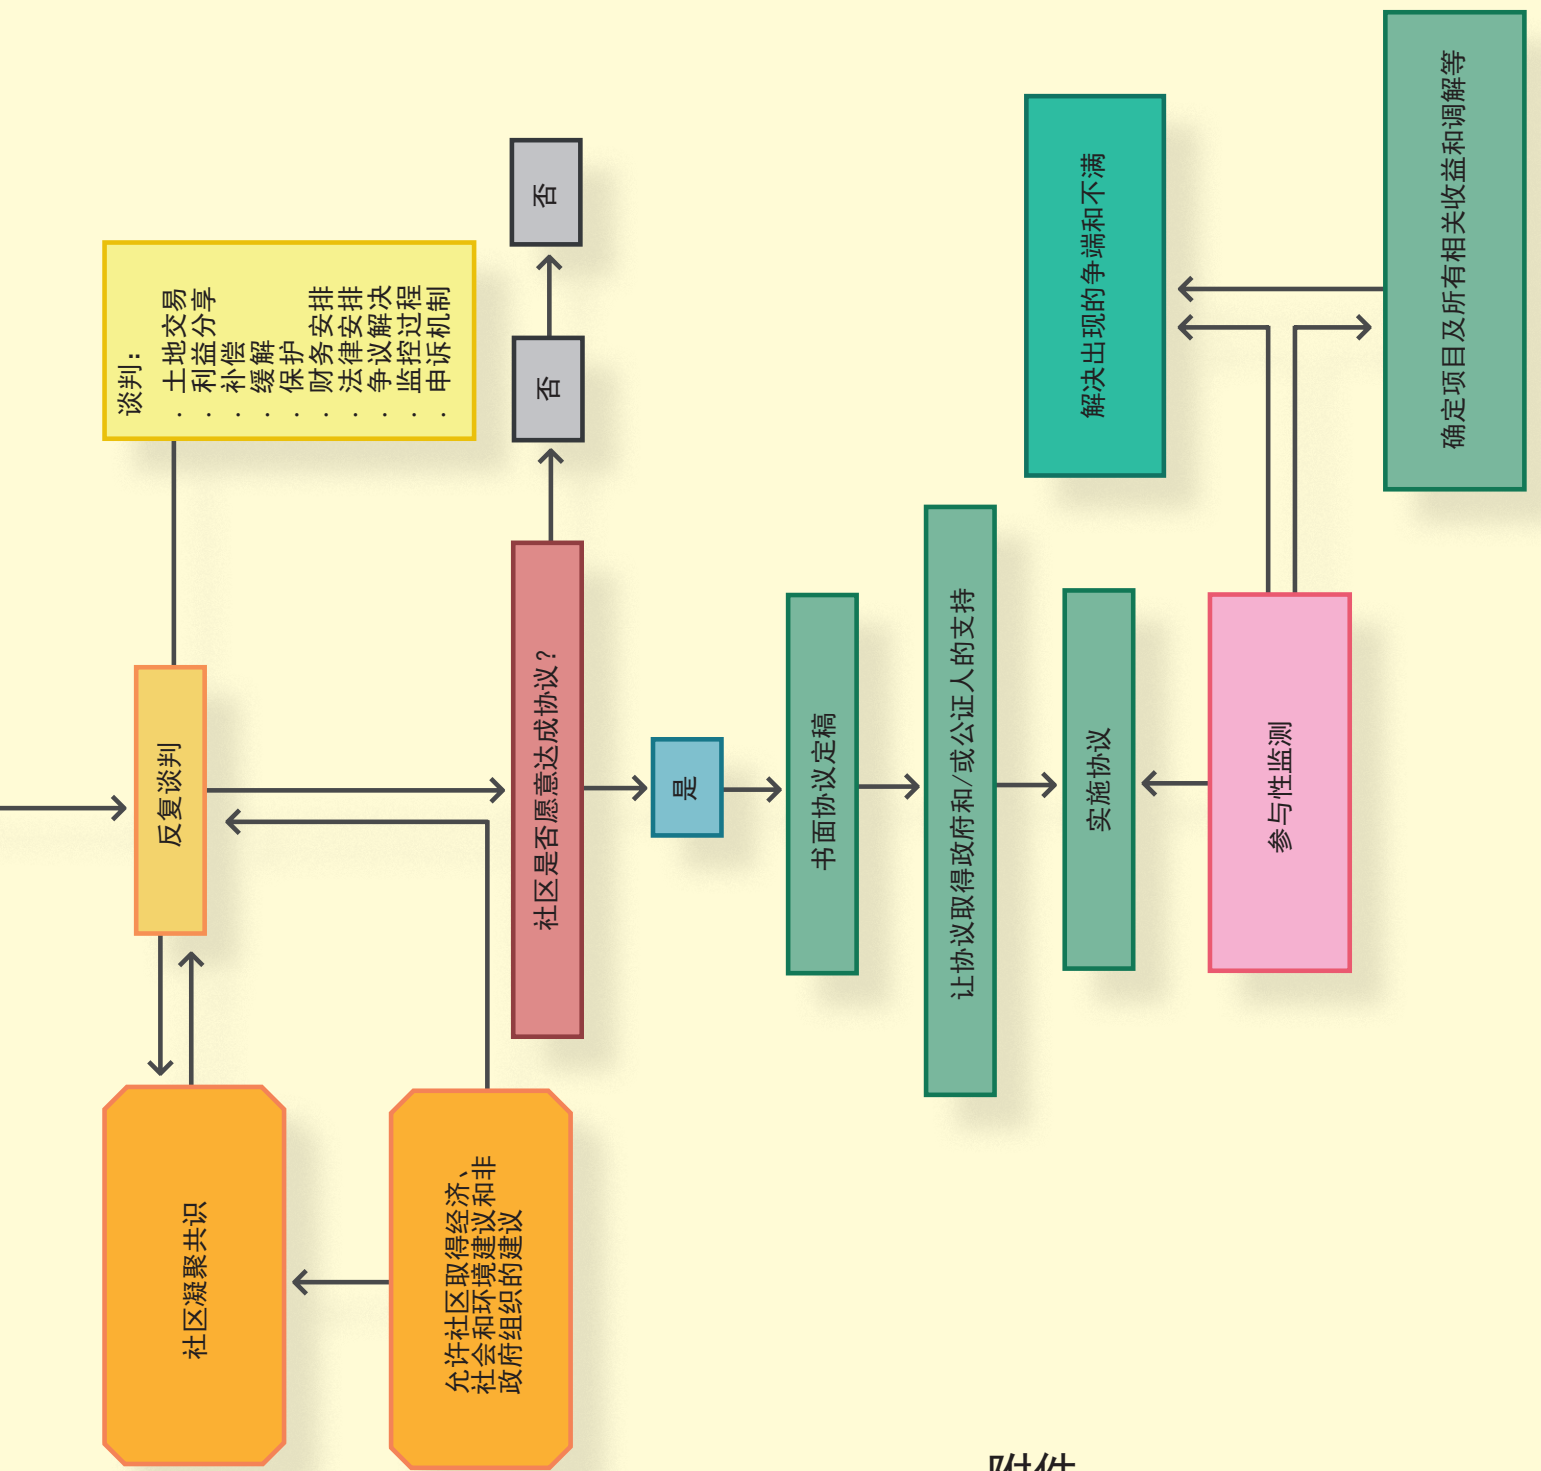 谈判：
· 土地交易
· 利益分享
· 补偿
· 缓解
· 保护
· 财务安排
· 法律安排
· 争议解决
· 监控过程
· 申诉机制
反复谈判
社区凝聚共识
允许社区取得经济、
社会和环境建议和非
政府组织的建议
社区是否愿意达成协议？
否
否
是
书面协议定稿
让协议取得政府和/或公证人的支持
实施协议
参与性监测
解决出现的争端和不满
确定项目及所有相关收益和调解等
附件